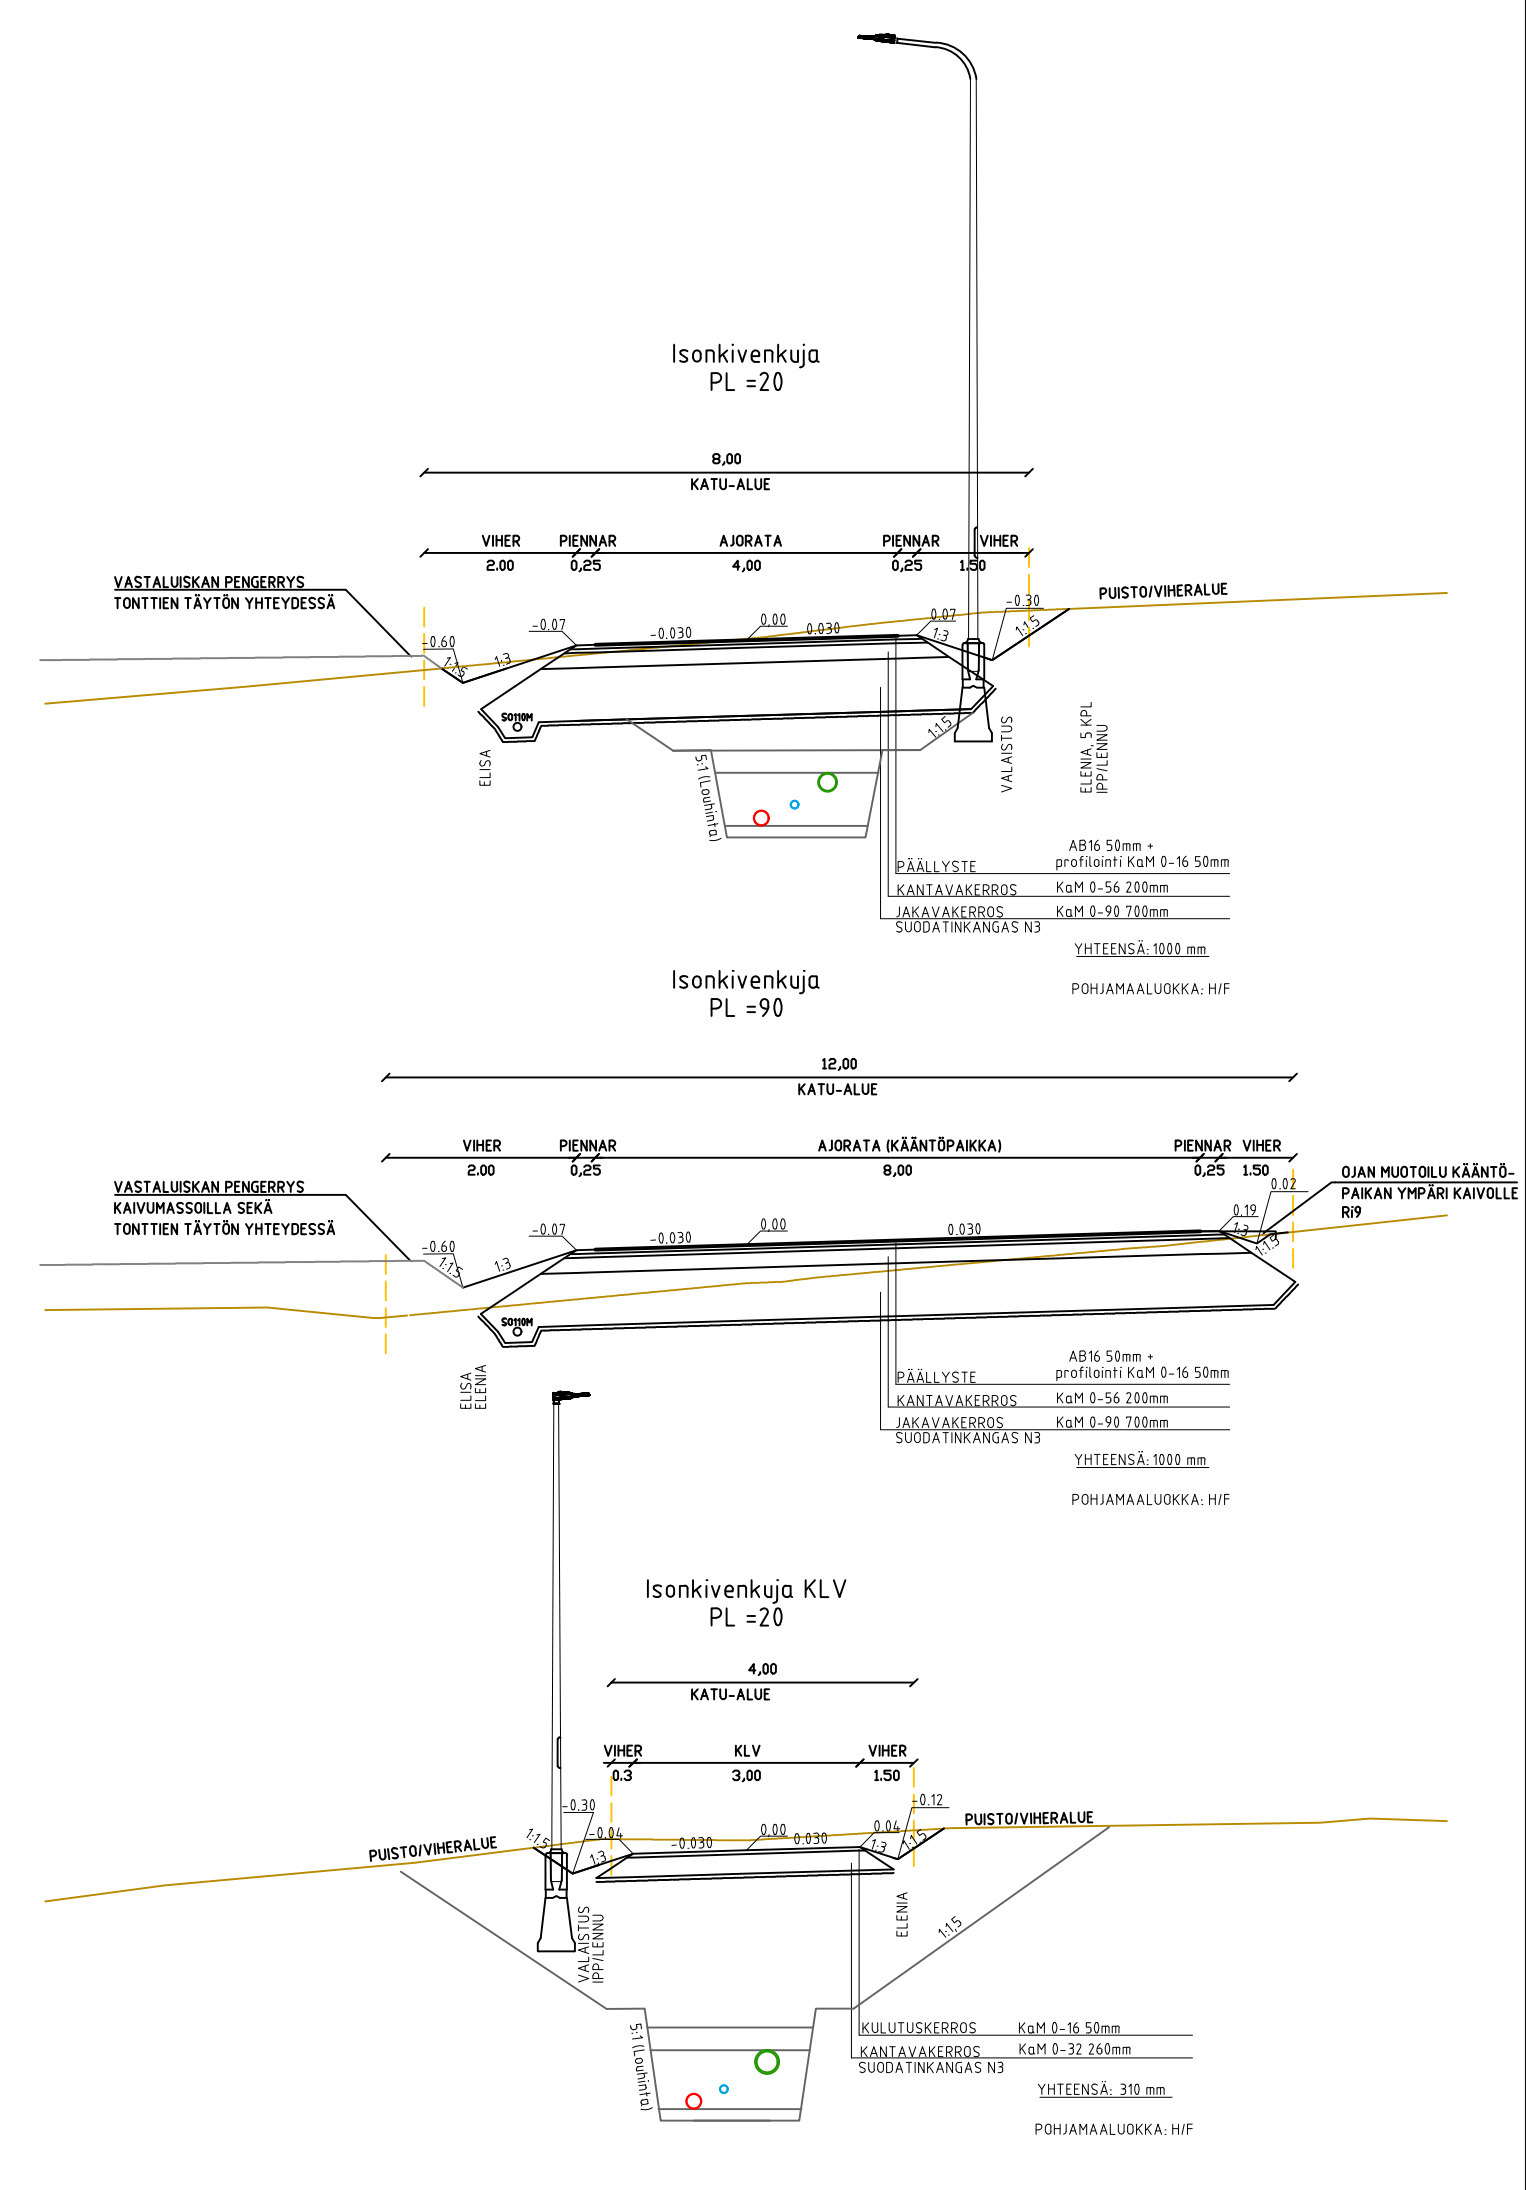 Isonkivenkuja
PL =20
8,00
KATU-ALUE
VIHER PIENNAR AJORATA PIENNAR VIHER
2.00 0,25 4,00 0,25 1.50
VASTALUISKAN PENGERRYS
TONTTIEN TÄYTÖN YHTEYDESSÄ
PUISTO/VIHERALUE
-0.60
1:1.5
1:3
-0.07
-0.030
0,00
0.030
0.07
1:3
-0.30
1:1.5
SO110M
ELISA
1:1,5
5:1 (Louhinta)
VALAISTUS
ELENIA, 5 KPL
IPP/LENNU
AB16 50mm +
PÄÄLLYSTE profilointi KaM 0-16 50mm
KANTAVAKERROS KaM 0-56 200mm
JAKAVAKERROS KaM 0-90 700mm
SUODATINKANGAS N3
YHTEENSÄ: 1000 mm
POHJAMAALUOKKA: H/F
Isonkivenkuja
PL =90
12,00
KATU-ALUE
VIHER PIENNAR AJORATA (KÄÄNTÖPAIKKA) PIENNAR VIHER
2.00 0,25 8,00 0,25 1.50
VASTALUISKAN PENGERRYS
KAIVUMASSOILLA SEKÄ
TONTTIEN TÄYTÖN YHTEYDESSÄ
OJAN MUOTOILU KÄÄNTÖ-
PAIKAN YMPÄRI KAIVOLLE
Ri9
-0.60
1:1.5
1:3
-0.07
-0.030
0,00
0.030
0.19
1:3
0.02
1:1.5
SO110M
ELISA
ELENIA
AB16 50mm +
PÄÄLLYSTE profilointi KaM 0-16 50mm
KANTAVAKERROS KaM 0-56 200mm
JAKAVAKERROS KaM 0-90 700mm
SUODATINKANGAS N3
YHTEENSÄ: 1000 mm
POHJAMAALUOKKA: H/F
Isonkivenkuja KLV
PL =20
4,00
KATU-ALUE
VIHER KLV VIHER
0.3 3,00 1.50
PUISTO/VIHERALUE
PUISTO/VIHERALUE
1:1.5
-0.30
1:3
-0.04
-0.030
0,00
0.030
0.04
1:3
-0.12
1:1.5
VALAISTUS
IPP/LENNU
ELENIA
1:1,5
5:1 (Louhinta)
KULUTUSKERROS KaM 0-16 50mm
KANTAVAKERROS KaM 0-32 260mm
SUODATINKANGAS N3
YHTEENSÄ: 310 mm
POHJAMAALUOKKA: H/F